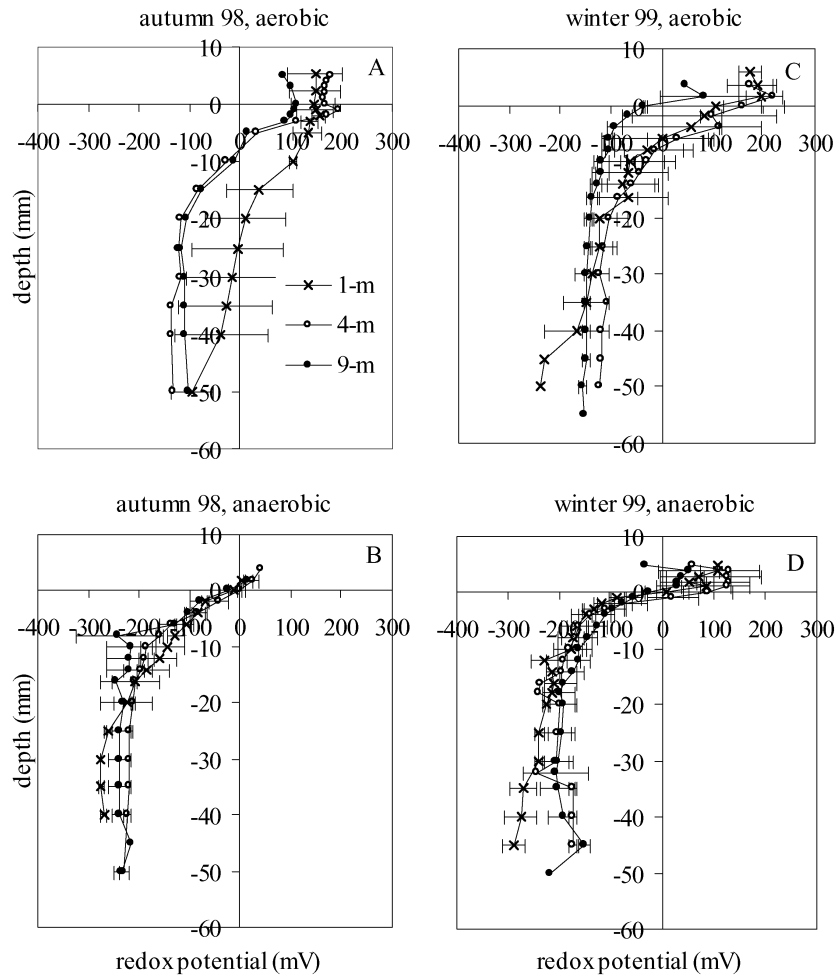 autumn 98, aerobic
A
10
0
-400 -300 -200 -100 0 100 200 300
-10
-20
-30
-40
-50
-60
depth (mm)
1-m
4-m
9-m
winter 99, aerobic
C
10
0
-400 -300 -200 -100 0 100 200 300
-10
-20
-30
-40
-50
-60
autumn 98, anaerobic
B
10
0
-400 -300 -200 -100 0 100 200 300
-10
-20
-30
-40
-50
-60
depth (mm)
redox potential (mV)
winter 99, anaerobic
D
10
0
-400 -300 -200 -100 0 100 200 300
-10
-20
-30
-40
-50
-60
redox potential (mV)